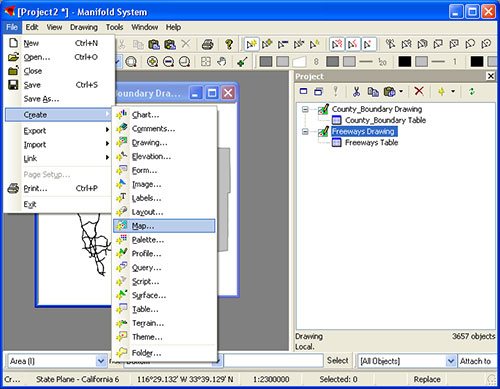 [Project2 *] - Manifold System
File Edit View Drawing Tools Window Help
New Ctrl+N
Open... Ctrl+O
Close
Save Ctrl+S
Save As...
Create
Export
Import
Link
Page Setup...
Print... Ctrl+P
Exit
Boundary Dra...
Chart...
Comments...
Drawing...
Elevation...
Form...
Image...
Labels...
Layout...
Map...
Palette...
Profile...
Query...
Script...
Surface...
Table...
Terrain...
Theme...
Folder...
8
Project
County_Boundary Drawing
County_Boundary Table
Freeways Drawing
Freeways Table
Drawing 3657 objects
Local.
Area (I) Select [All Objects] Attach to
Cr... State Plane - California 6 116°29.132' W 33°39.129' N 1:2300000 Selected: 0 Replace